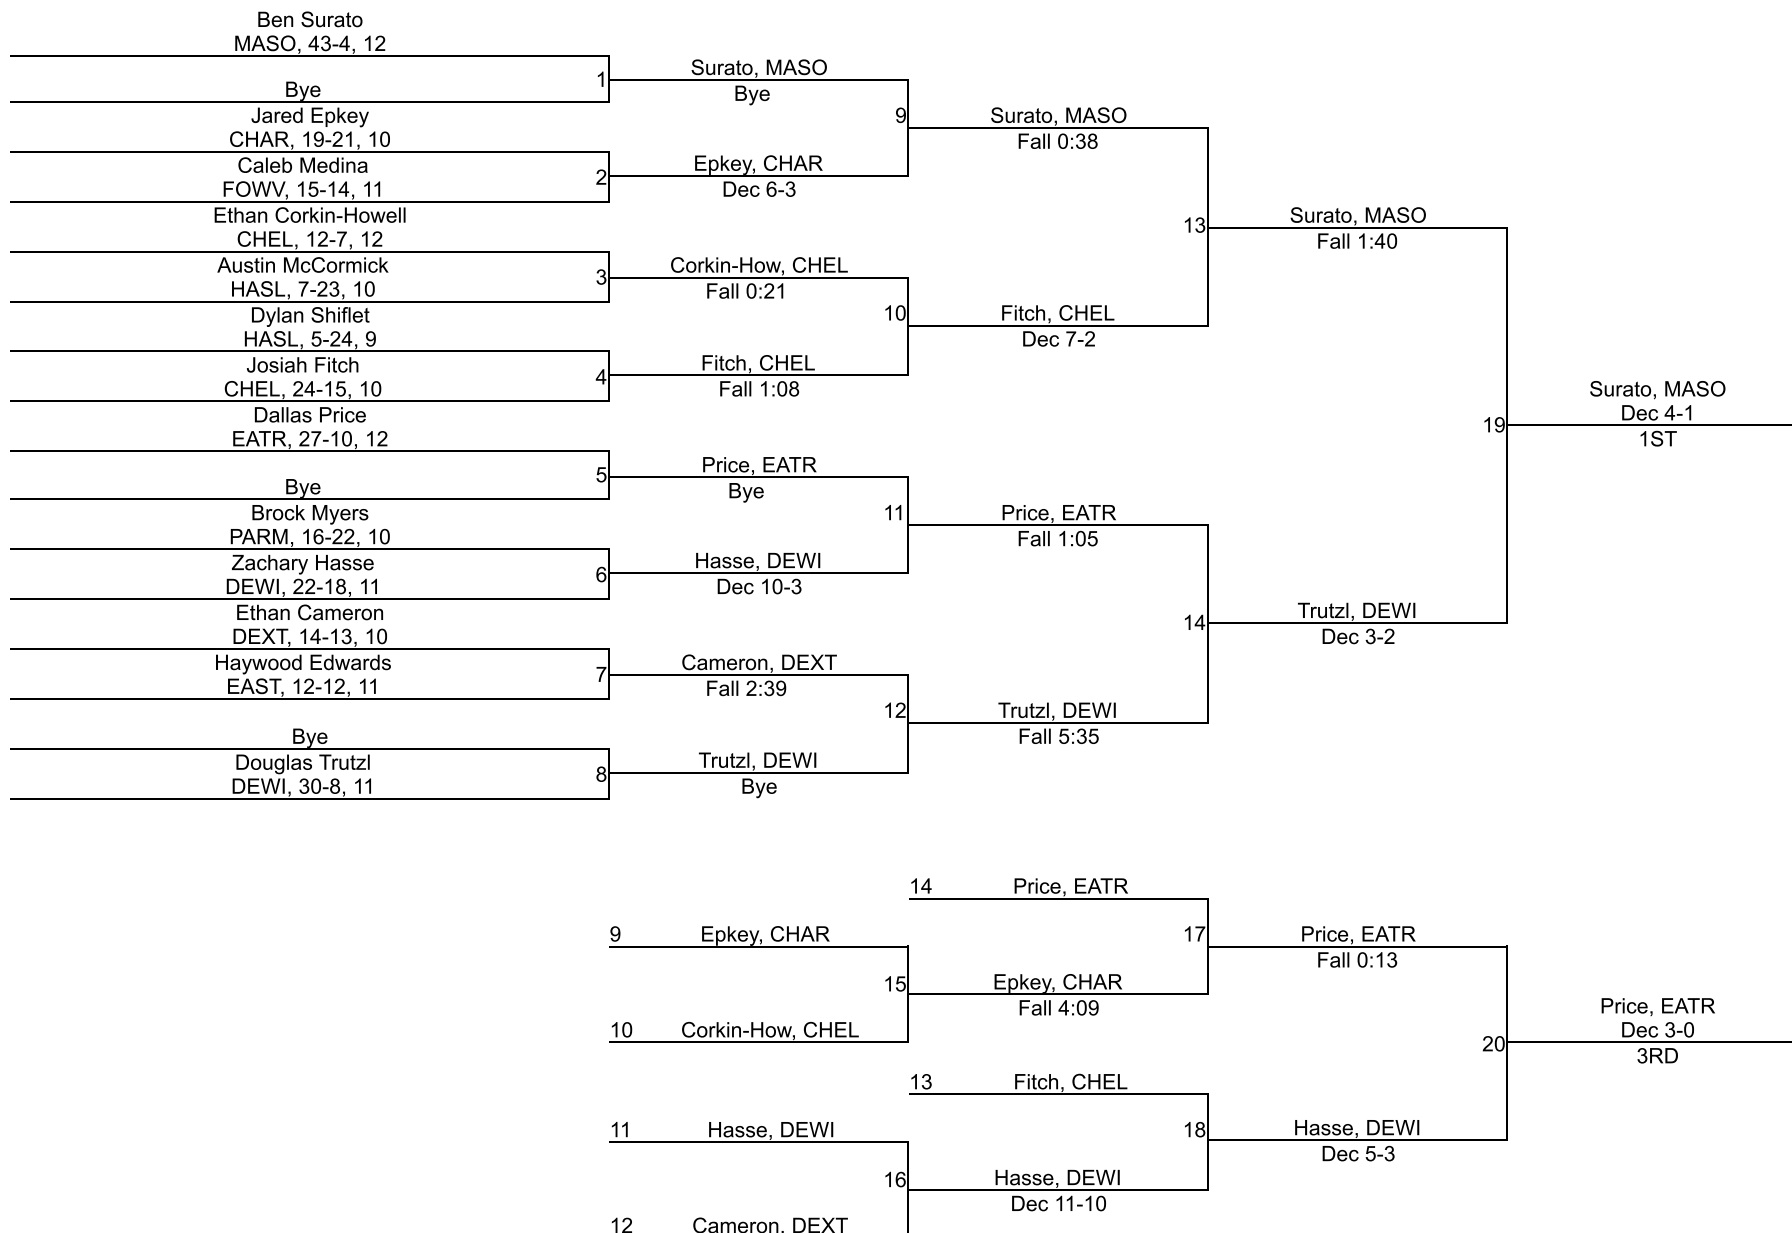 Ben Surato
MASO, 43-4, 12
Bye
Jared Epkey
CHAR, 19-21, 10
Caleb Medina
FOWV, 15-14, 11
Ethan Corkin-Howell
CHEL, 12-7, 12
Austin McCormick
HASL, 7-23, 10
Dylan Shiflet
HASL, 5-24, 9
Josiah Fitch
CHEL, 24-15, 10
Dallas Price
EATR, 27-10, 12
Bye
Brock Myers
PARM, 16-22, 10
Zachary Hasse
DEWI, 22-18, 11
Ethan Cameron
DEXT, 14-13, 10
Haywood Edwards
EAST, 12-12, 11
Bye
Douglas Trutzl
DEWI, 30-8, 11
1
2
3
4
5
6
7
8
Surato, MASO
Bye
Epkey, CHAR
Dec 6-3
Corkin-How, CHEL
Fall 0:21
Fitch, CHEL
Fall 1:08
Price, EATR
Bye
Hasse, DEWI
Dec 10-3
Cameron, DEXT
Fall 2:39
Trutzl, DEWI
Bye
9
10
11
12
Surato, MASO
Fall 0:38
Fitch, CHEL
Dec 7-2
Price, EATR
Fall 1:05
Trutzl, DEWI
Fall 5:35
13
14
Surato, MASO
Fall 1:40
Trutzl, DEWI
Dec 3-2
19
Surato, MASO
Dec 4-1
1ST
9 Epkey, CHAR
10 Corkin-How, CHEL
11 Hasse, DEWI
12 Cameron, DEXT
15
16
14 Price, EATR
Epkey, CHAR
Fall 4:09
13 Fitch, CHEL
Hasse, DEWI
Dec 11-10
17
18
Price, EATR
Fall 0:13
Hasse, DEWI
Dec 5-3
20
Price, EATR
Dec 3-0
3RD